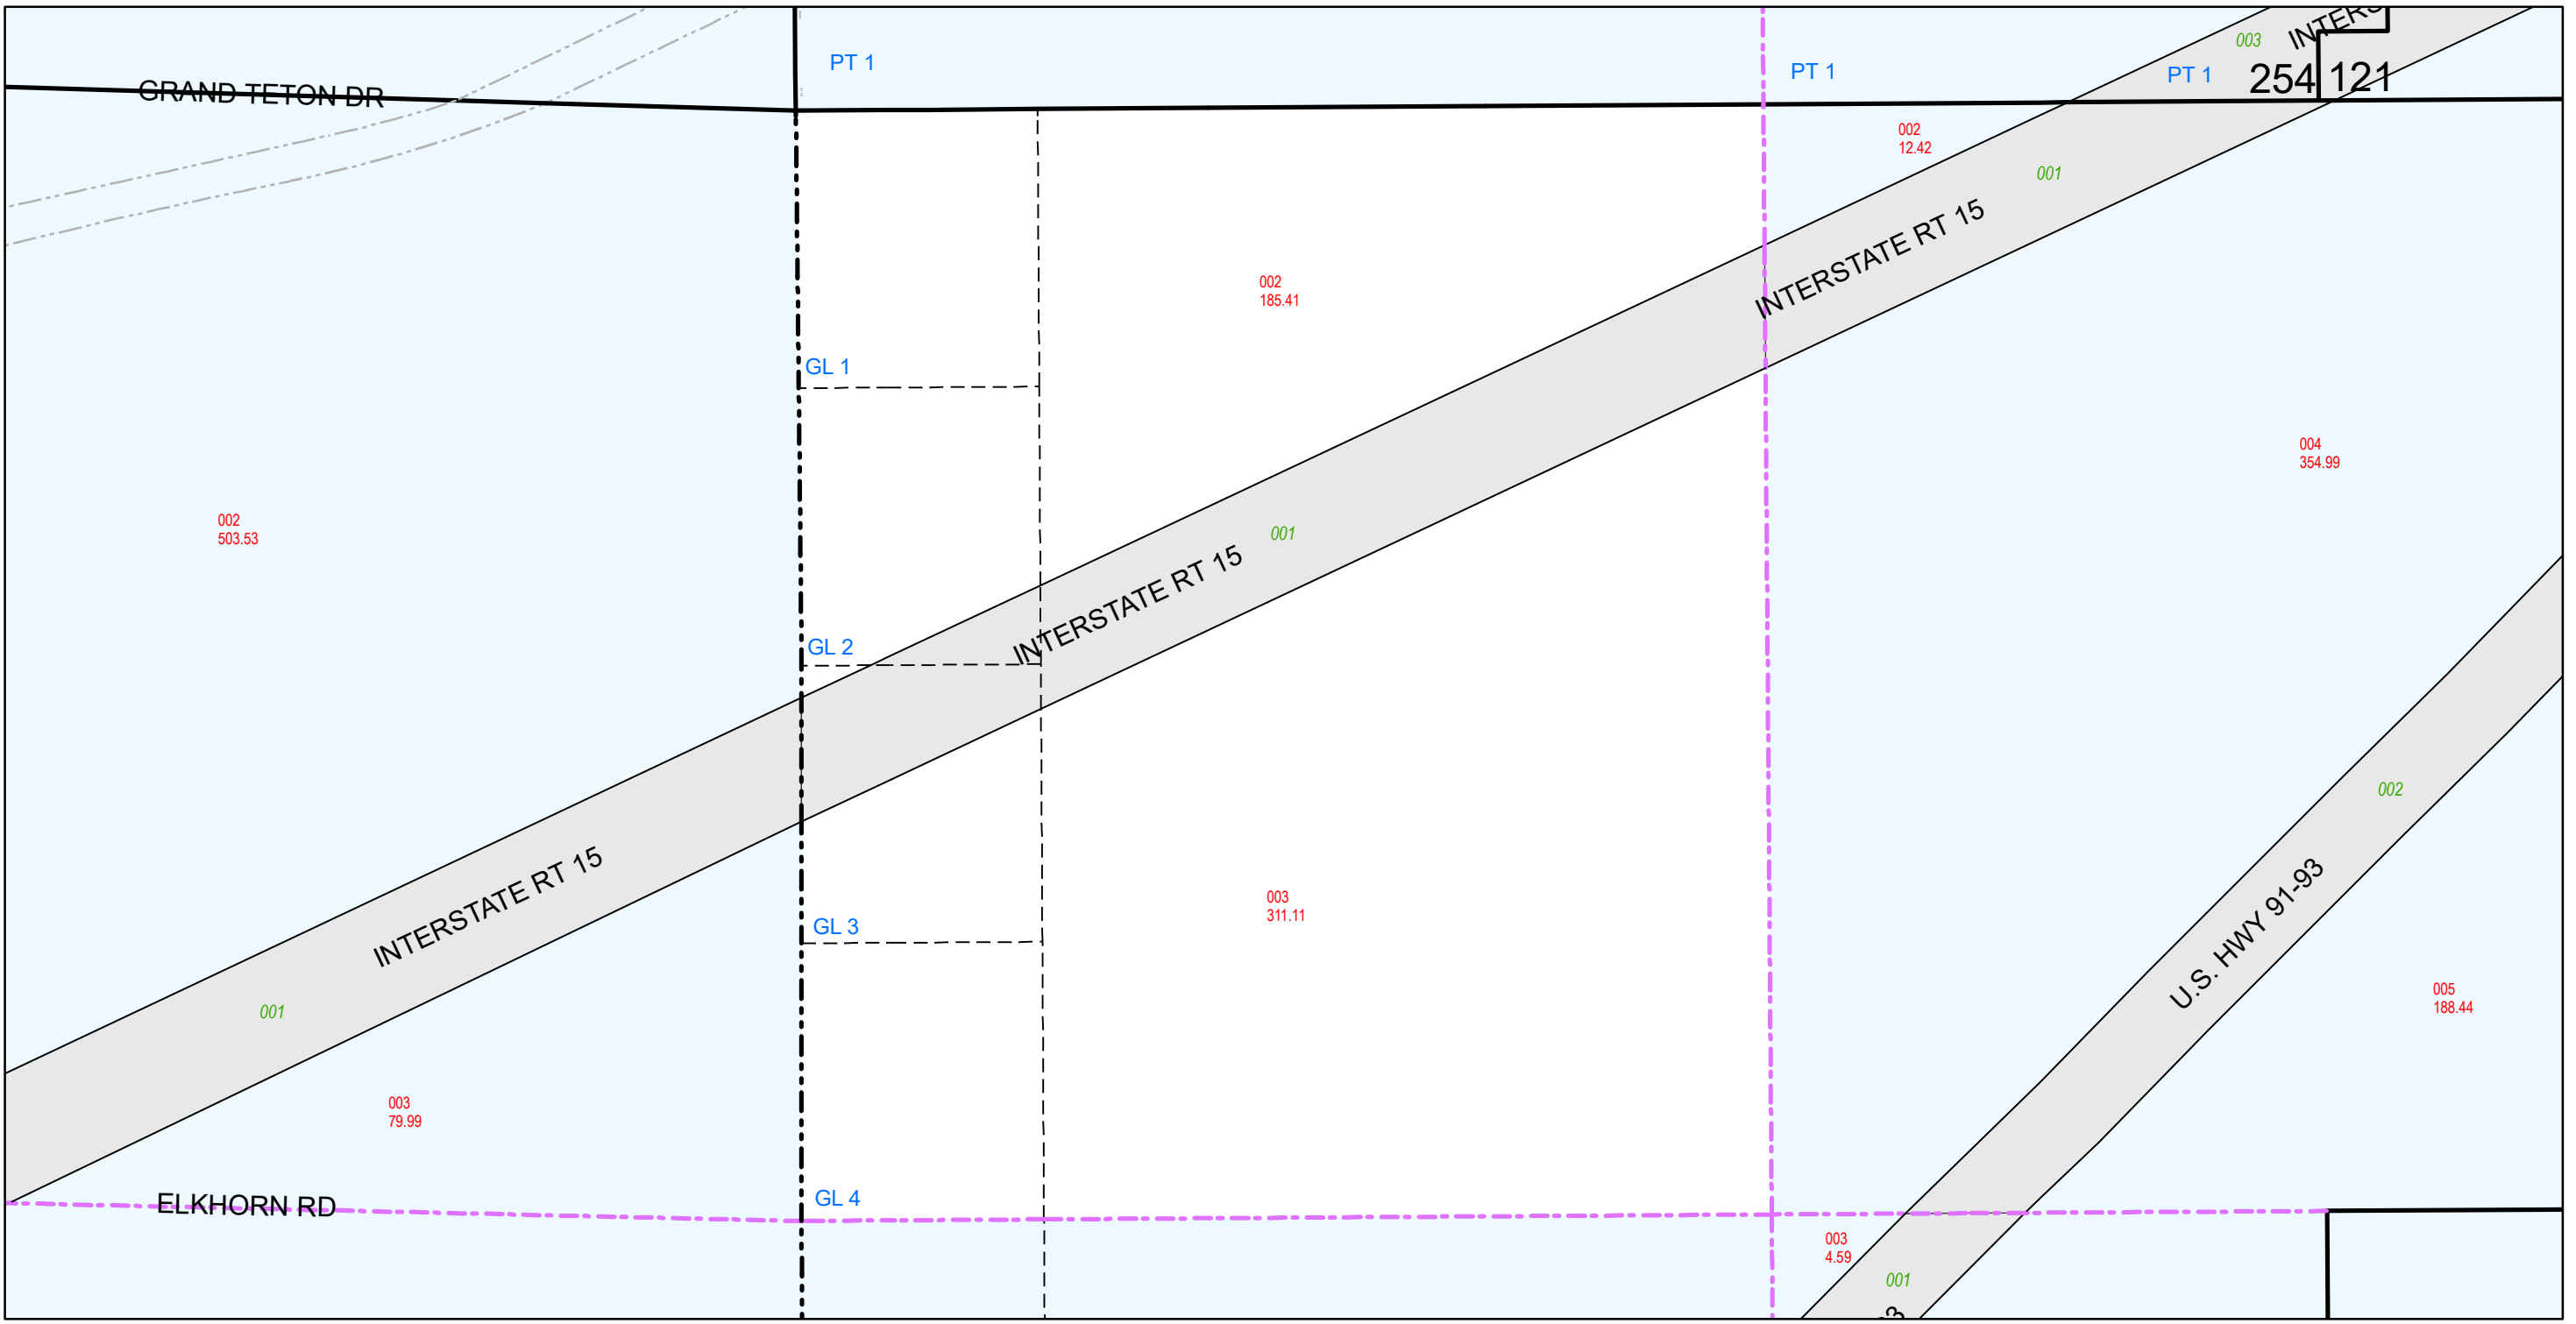 GRAND TETON DR
PT 1
PT 1
PT 1
003
INTERS
254
121
002
12.42
001
INTERSTATE RT 15
002
185.41
GL 1
004
354.99
002
503.53
001
INTERSTATE RT 15
GL 2
002
INTERSTATE RT 15
001
003
311.11
GL 3
U.S. HWY 91-93
005
188.44
003
79.99
ELKHORN RD
GL 4
003
4.59
001
3